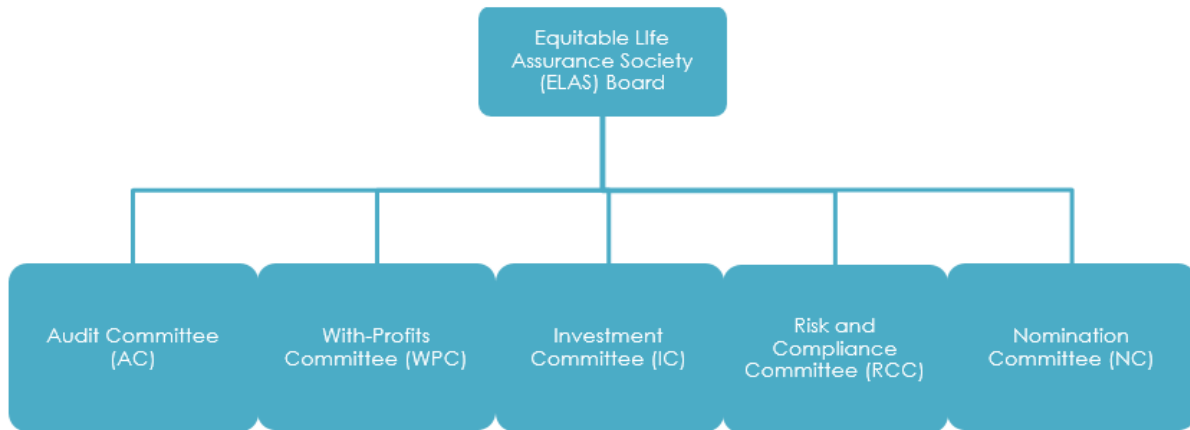 Equitable LIfe
Assurance Society
(ELAS) Board
Audit Committee
(AC)
With-Profits
Committee (WPC)
Investment
Committee (IC)
Risk and
Compliance
Committee (RCC)
Nomination
Committee (NC)